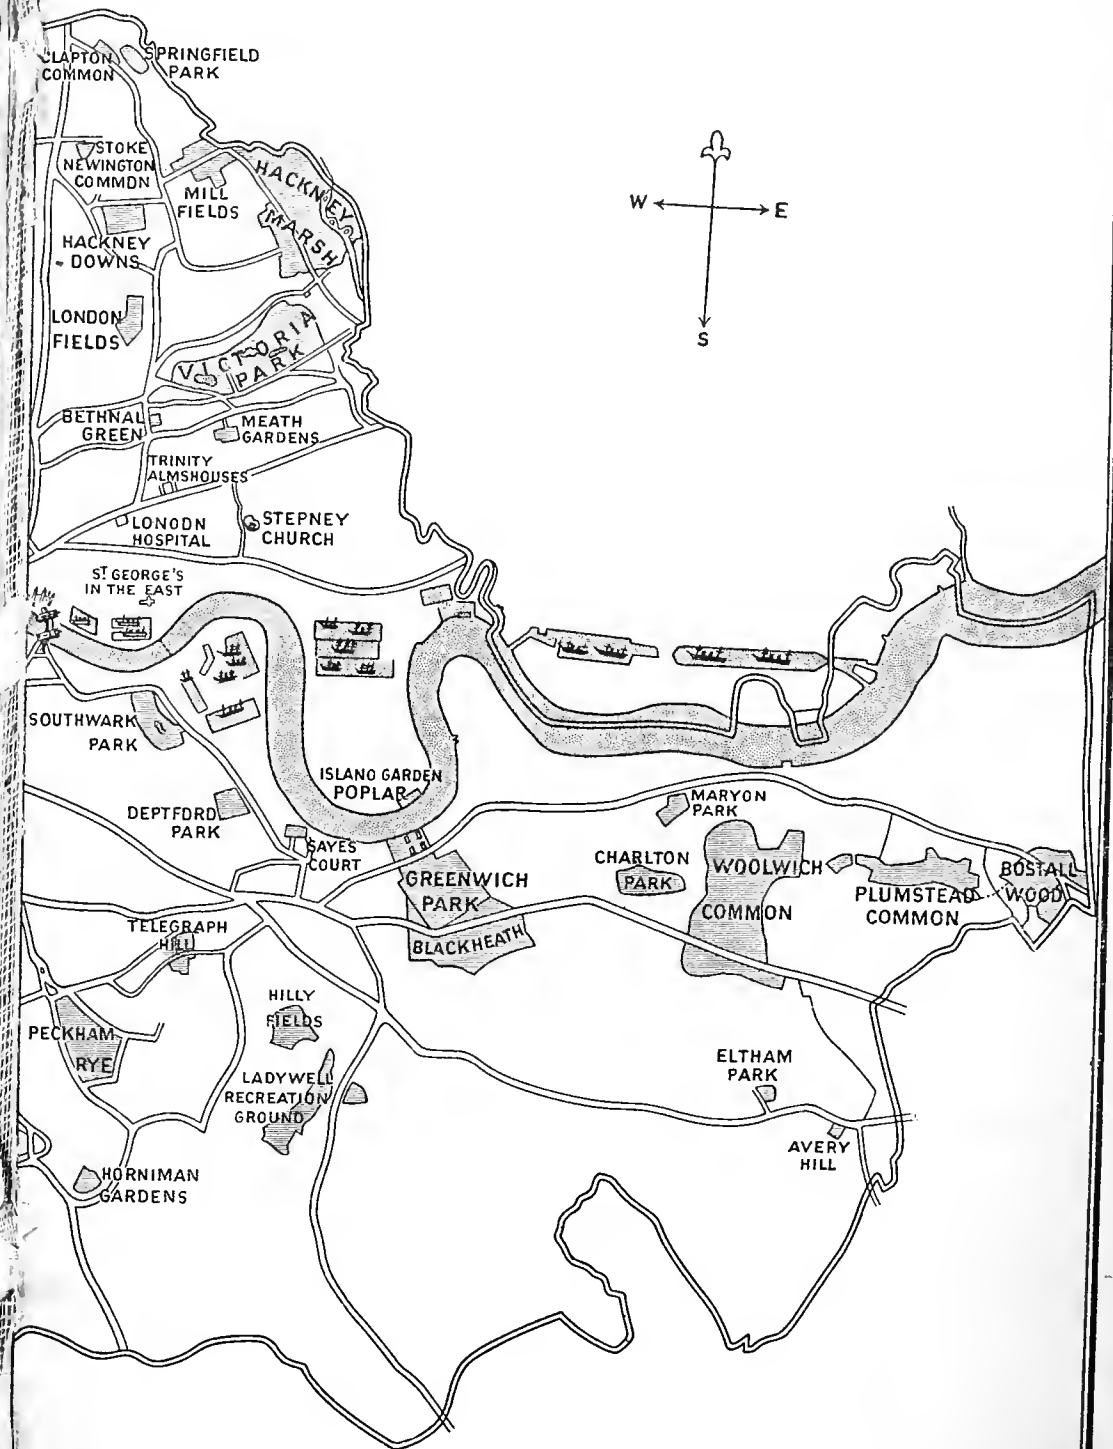 CLAPTON
COMMON
SPRINGFIELD
PARK
STOKE
NEWINGTON
COMMON
MILL
FIELDS
HACKNEY
MARSH
W
E
S
HACKNEY
DOWNS
LONDON
FIELDS
VICTORIA
PARK
BETHNAL
GREEN
MEATH
GARDENS
TRINITY
ALMSHOUSES
LONODN
HOSPITAL
STEPNEY
CHURCH
ST GEORGE'S
IN THE EAST
SOUTHWARK
PARK
ISLANO GARDEN
POPLAR
DEPTFORD
PARK
SAYES
COURT
MARYON
PARK
CHARLTON
PARK
WOOLWICH
COMMON
PLUMSTEAD
COMMON
BOSTALL
WOOD
GREENWICH
PARK
BLACKHEATH
TELEGRAPH
HILL
HILLY
FIELDS
PECKHAM
RYE
LADYWELL
RECREATION
GROUND
ELTHAM
PARK
AVERY
HILL
HORNIMAN
GARDENS